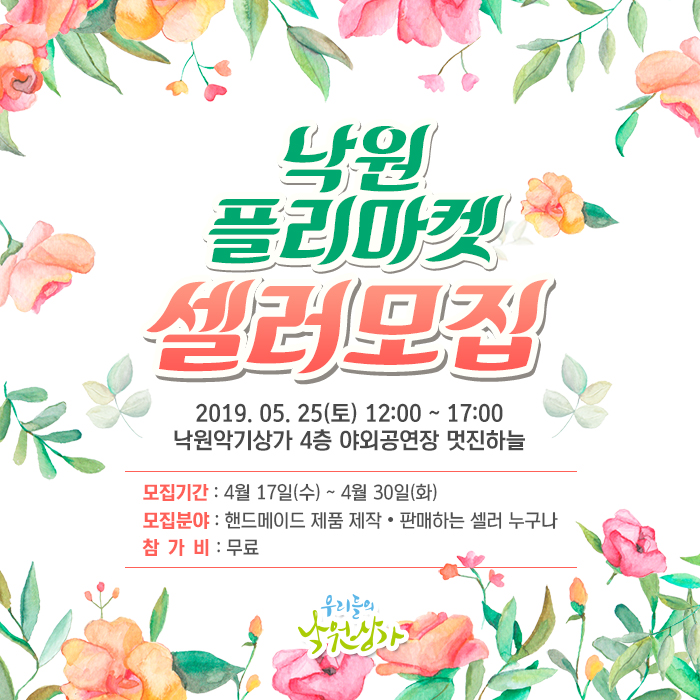 낙원
플리마켓
셀러모집
2019. 05. 25(토) 12:00 ~ 17:00
낙원악기상가 4층 야외공연장 멋진하늘
모집기간 : 4월 17일(수) ~ 4월 30일(화)
모집분야 : 핸드메이드 제품 제작 • 판매하는 셀러 누구나
참 가 비 : 무료
우리들의
낙원상가